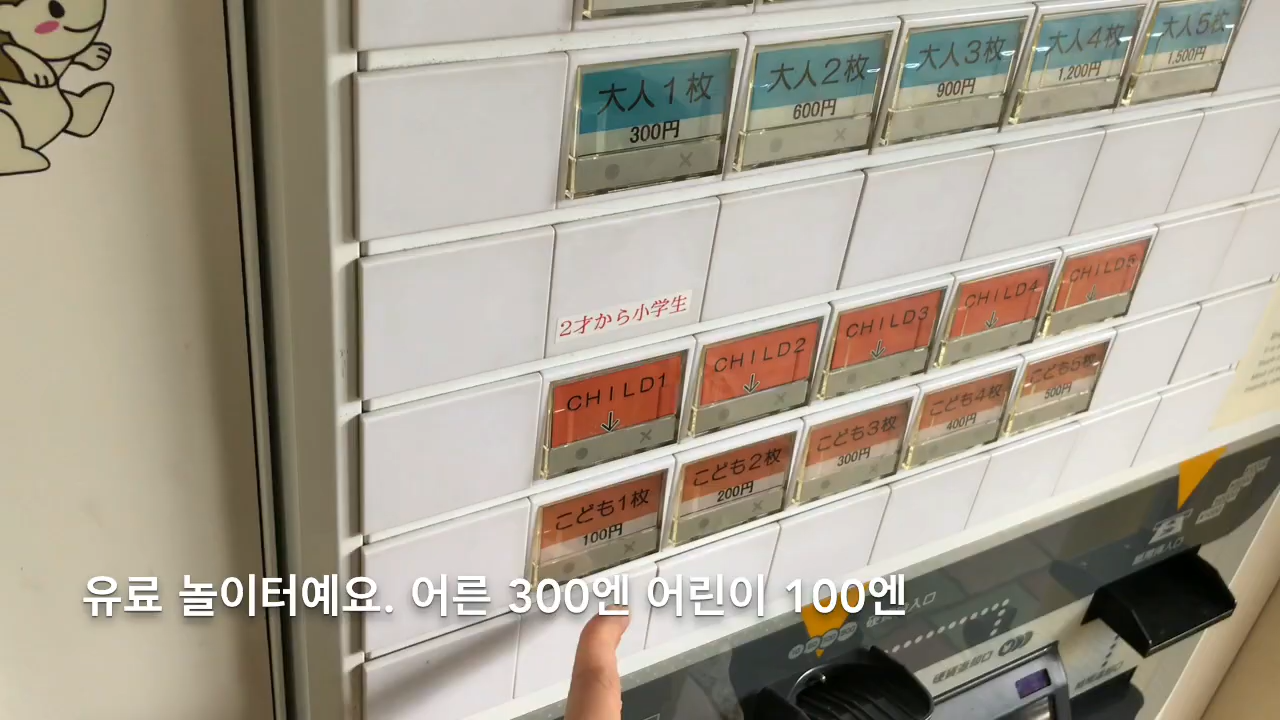 大人1枚
300円
大人2枚
600円
大人3枚
900円
大人4枚
1,200円
大人5枚
1,500円
2才から小学生
CHILD1
↓
CHILD2
↓
CHILD3
↓
CHILD4
↓
CHILD5
↓
こども1枚
100円
こども2枚
200円
こども3枚
300円
こども4枚
400円
こども5枚
500円
유료 놀이터예요. 어른 300엔 어린이 100엔
硬貨返却口